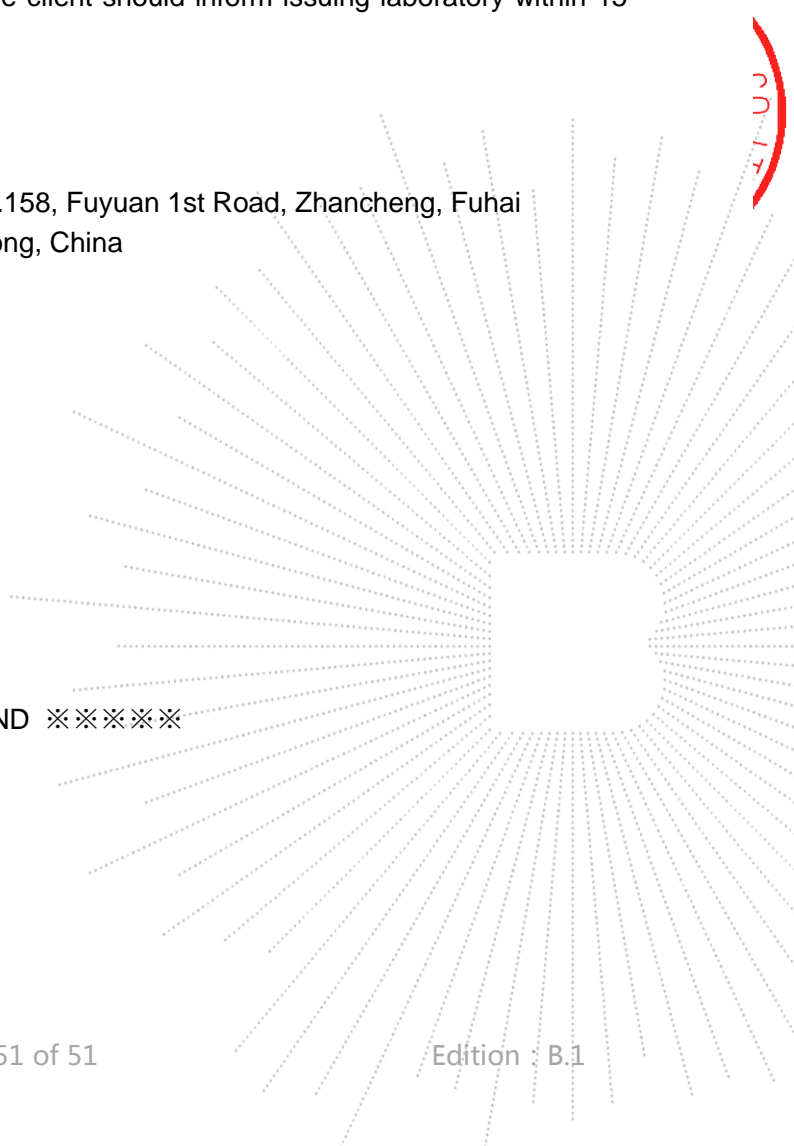 client should inform issuing laboratory within 15
.158, Fuyuan 1st Road, Zhancheng, Fuhai
ong, China
ND ※※※※※
51 of 51 Edition : B.1